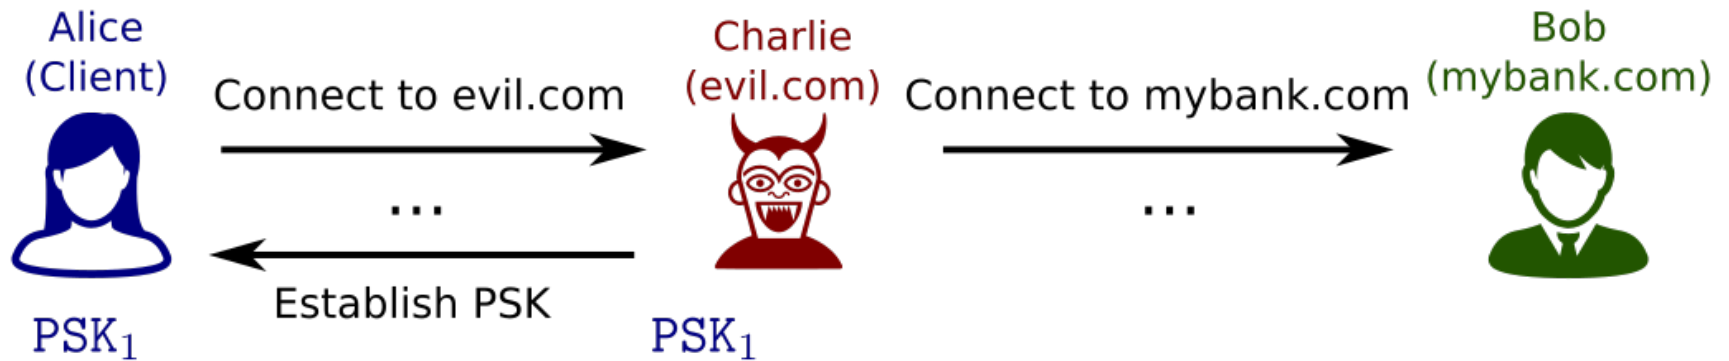 Alice
(Client)
Connect to evil.com
...
Establish PSK
PSK₁
Charlie
(evil.com)
PSK₁
Connect to mybank.com
...
Bob
(mybank.com)